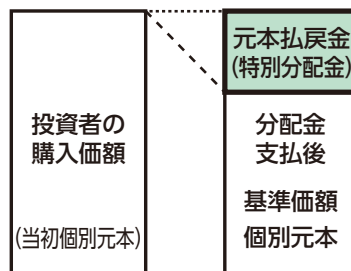 投資者の
購入価額
(当初個別元本)
元本払戻金
(特別分配金)
分配金
支払後
基準価額
個別元本